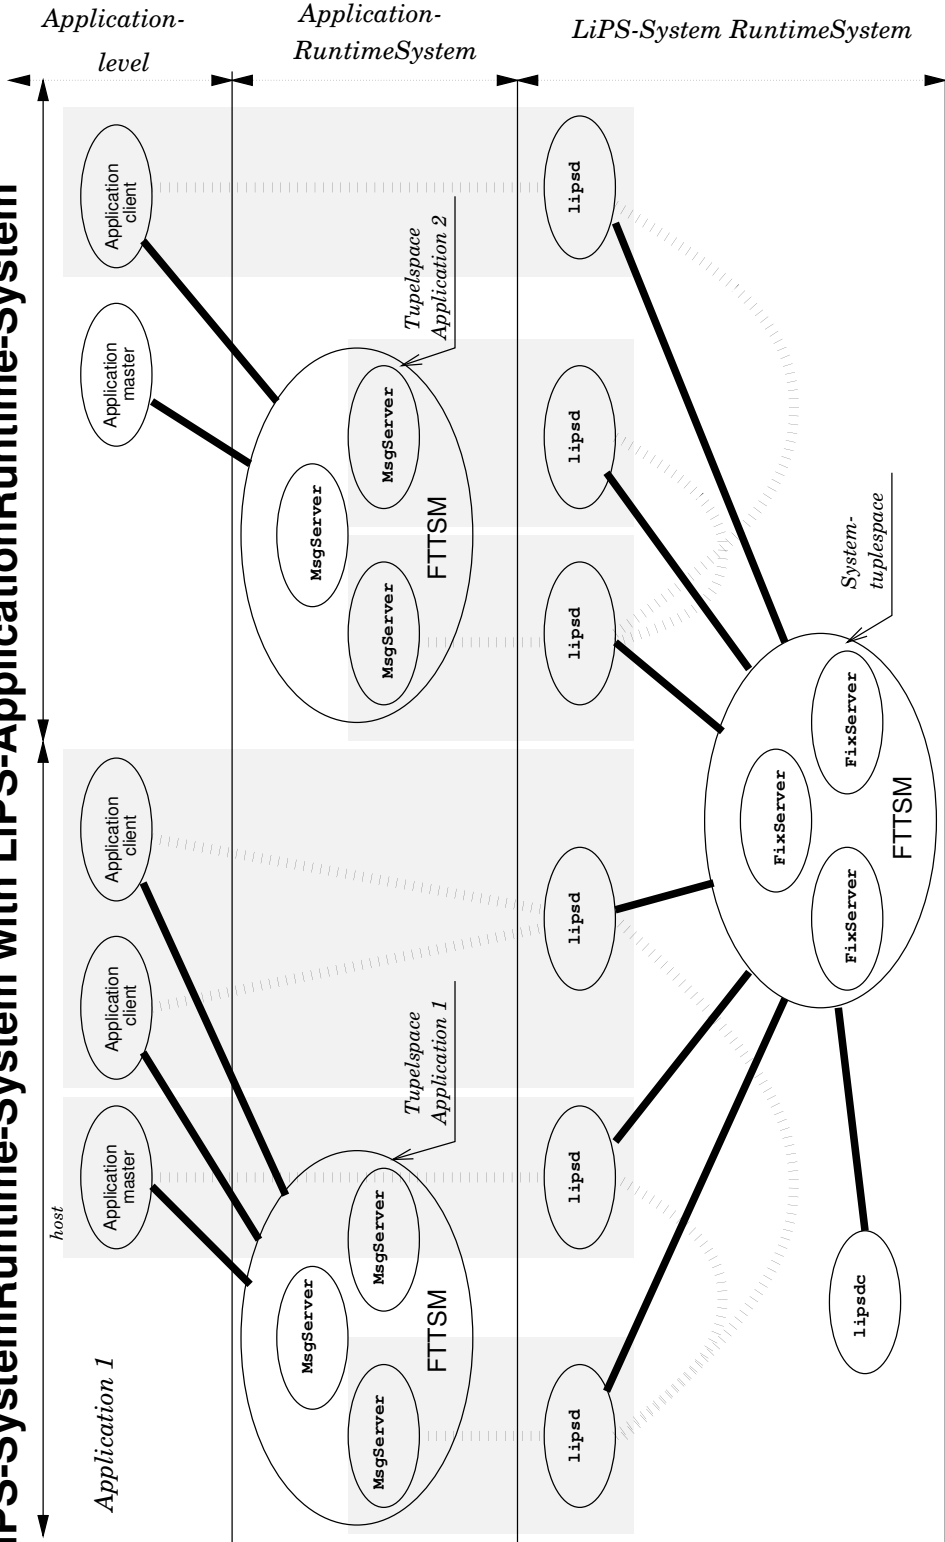 Application-
level
Application-
RuntimeSystem
LiPS-System RuntimeSystem
PS-SystemRuntime-System with LiPS-ApplicationRuntime-System
Application
client
Application
master
Application
client
Application
client
Application
master
host
Application 1
Tupelspace
Application 2
MsgServer
MsgServer
MsgServer
FTTSM
Tupelspace
Application 1
MsgServer
MsgServer
MsgServer
FTTSM
lipsd
lipsd
lipsd
lipsd
lipsd
lipsd
System-
tuplespace
FixServer
FixServer
FixServer
FTTSM
lipsdc